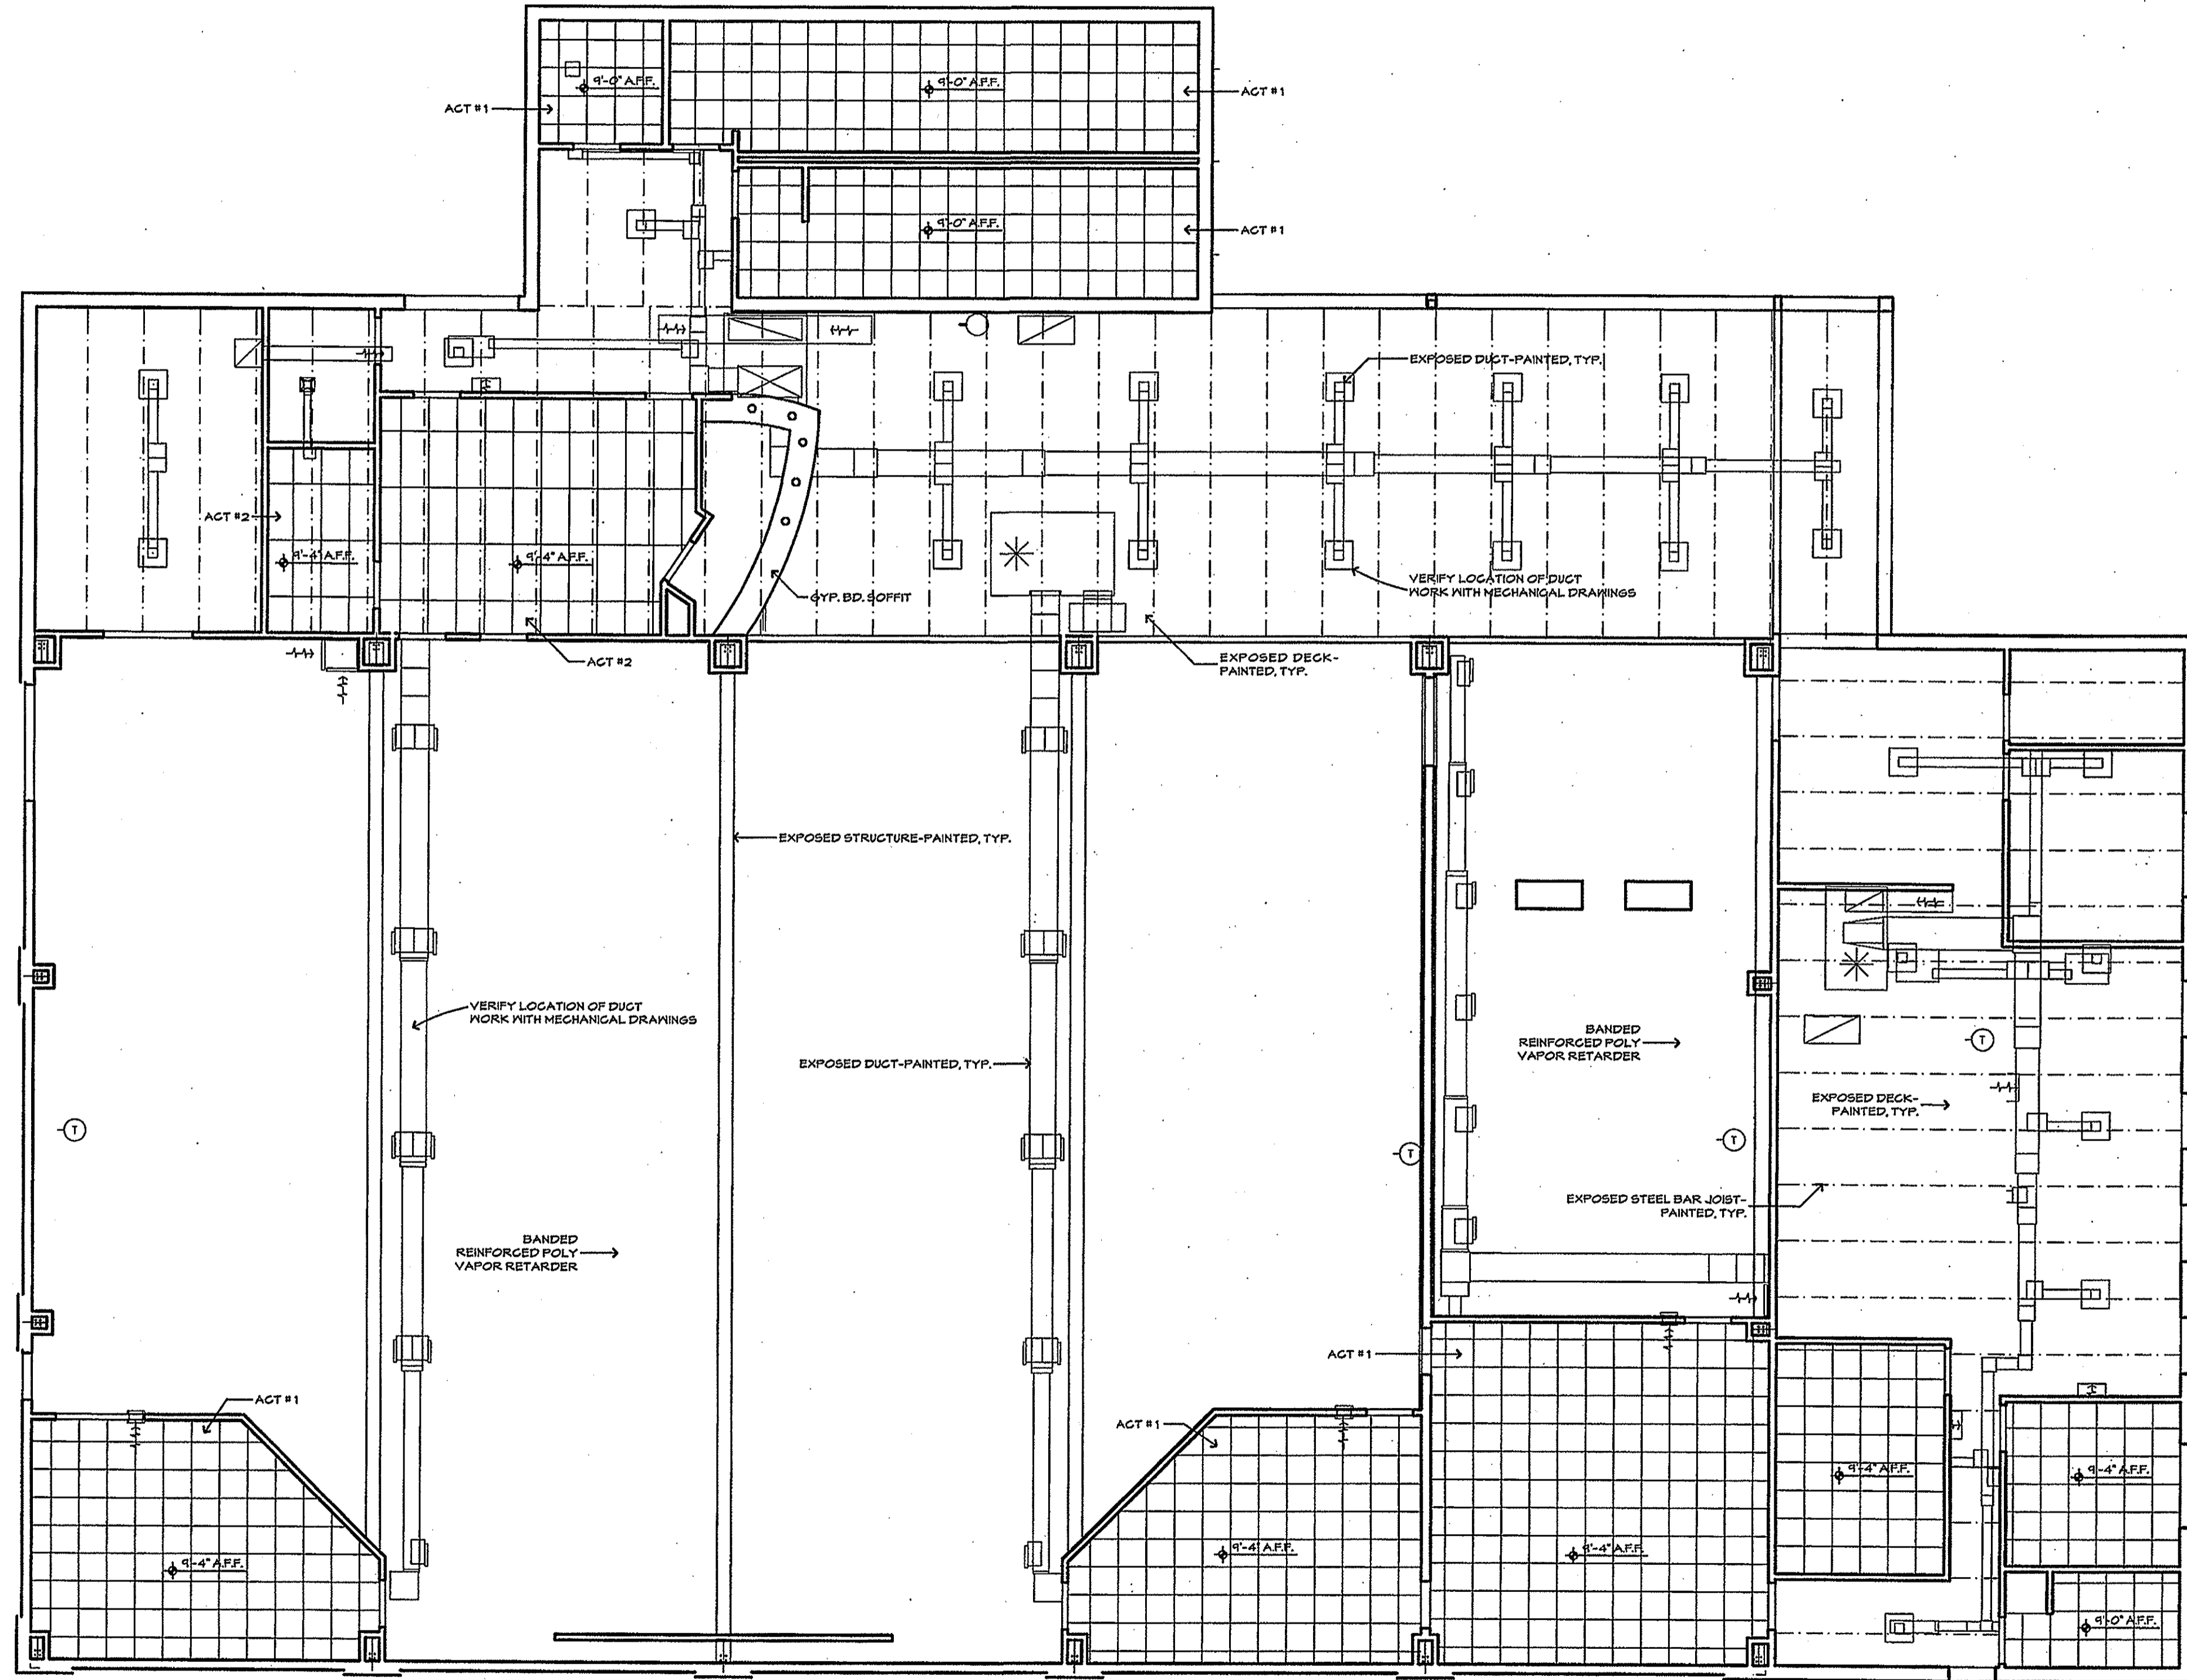 9'-0" A.F.F.
9'-0" A.F.F.
ACT #1
ACT #1
9'-0" A.F.F.
ACT #1
EXPOSED DUCT-PAINTED, TYP.
ACT #2
9'-4" A.F.F.
9'-4" A.F.F.
GYP. BD. SOFFIT
VERIFY LOCATION OF DUCT
WORK WITH MECHANICAL DRAWINGS
ACT #2
EXPOSED DECK-
PAINTED, TYP.
EXPOSED STRUCTURE-PAINTED, TYP.
VERIFY LOCATION OF DUCT
WORK WITH MECHANICAL DRAWINGS
EXPOSED DUCT-PAINTED, TYP.
BANDED
REINFORCED POLY
VAPOR RETARDER
T
EXPOSED DECK-
PAINTED, TYP.
T
T
T
EXPOSED STEEL BAR JOIST-
PAINTED, TYP.
BANDED
REINFORCED POLY
VAPOR RETARDER
ACT #1
ACT #1
ACT #1
9'-4" A.F.F.
9'-4" A.F.F.
9'-4" A.F.F.
9'-4" A.F.F.
9'-4" A.F.F.
9'-0" A.F.F.